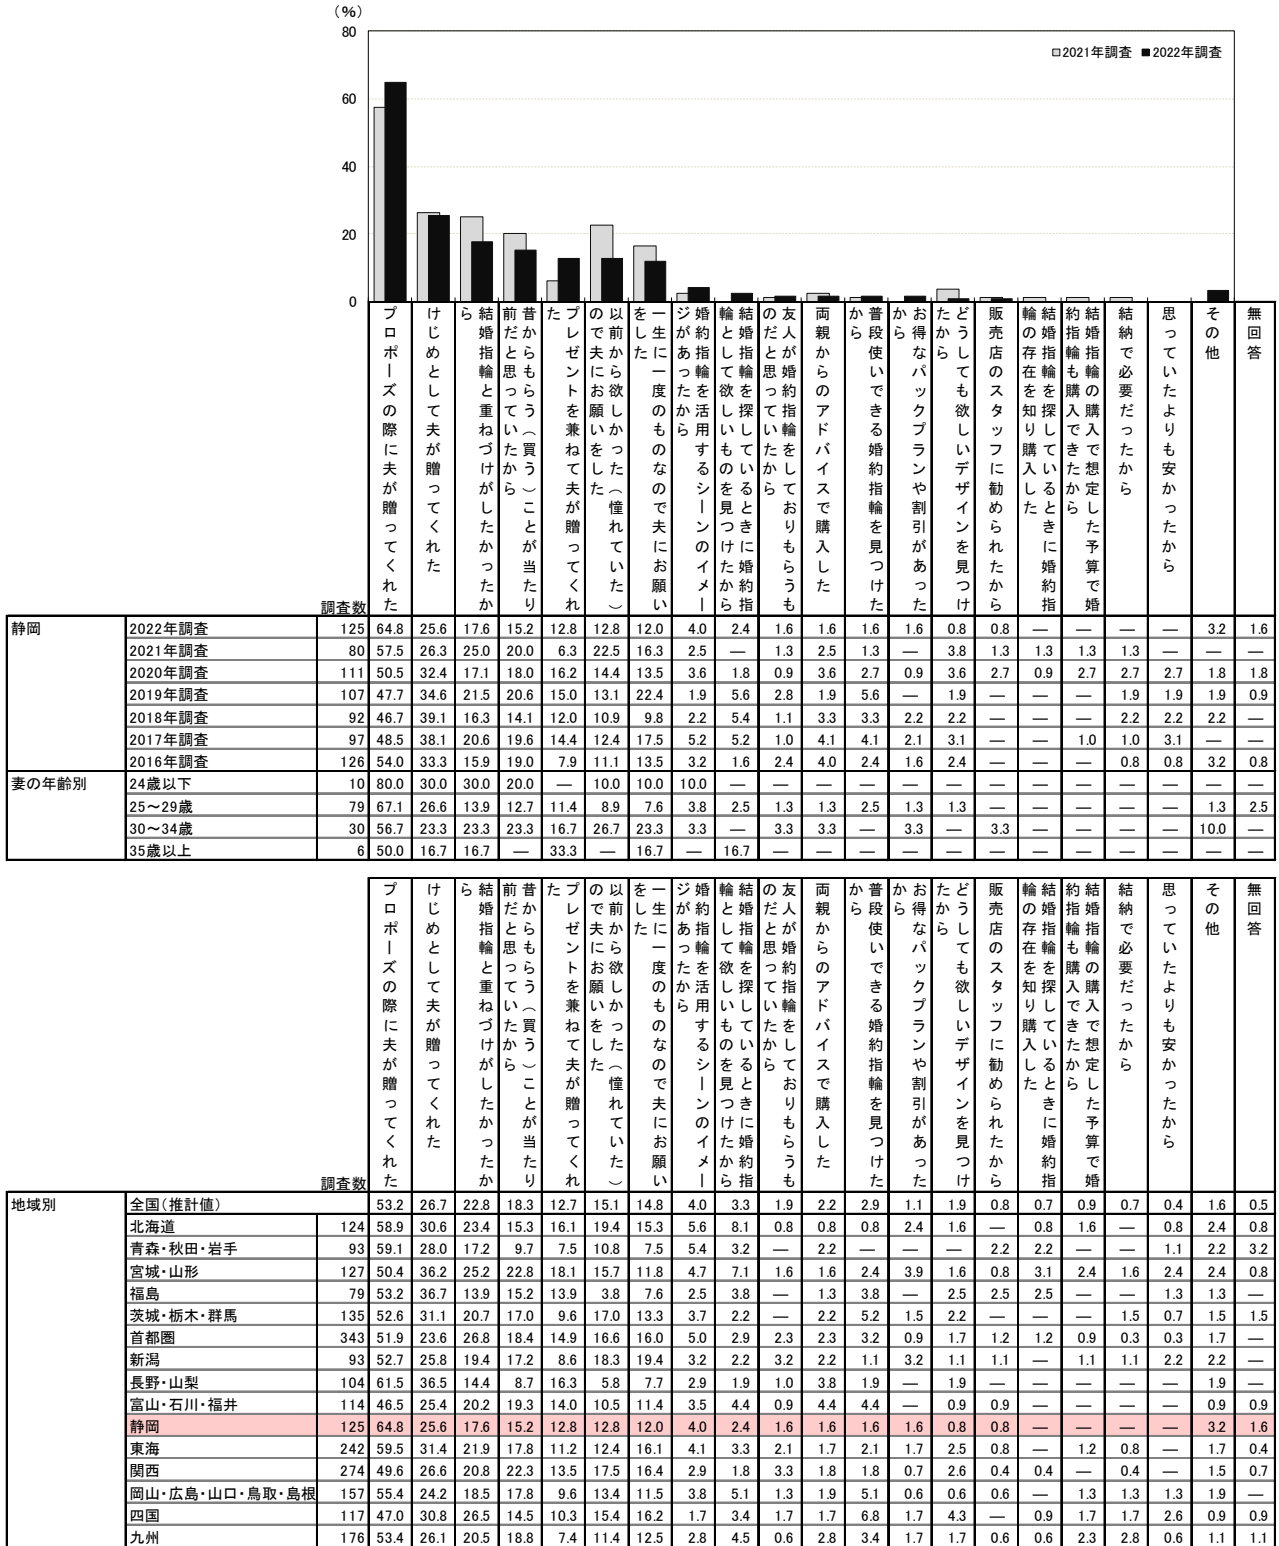 (%)
80
60
40
20
0
□2021年調査 ■2022年調査
調査数
プロポーズの際に夫が贈ってくれた
けじめとして夫が贈ってくれた
結婚指輪と重ねづけがしたかったか
ら
昔からもらう(買う)ことが当たり
前だと思っていたから
プレゼントを兼ねて夫が贈ってくれ
た
以前から欲しかった(憧れていた)
ので夫にお願いをした
一生に一度のものなので夫にお願い
をした
婚約指輪を活用するシーンのイメー
ジがあったから
結婚指輪を探しているときに婚約指
輪として欲しいものを見つけたから
友人が婚約指輪をしておりもらうも
のだと思っていたから
両親からのアドバイスで購入した
普段使いできる婚約指輪を見つけた
から
お得なパックプランや割引があった
から
どうしても欲しいデザインを見つけ
たから
販売店のスタッフに勧められたから
結婚指輪を探しているときに婚約指
輪の存在を知り購入した
結婚指輪の購入で想定した予算で婚
約指輪も購入できたから
結納で必要だったから
思っていたよりも安かったから
その他
無回答
静岡 2022年調査 125 64.8 25.6 17.6 15.2 12.8 12.8 12.0 4.0 2.4 1.6 1.6 1.6 1.6 0.8 0.8 — — — — 3.2 1.6
2021年調査 80 57.5 26.3 25.0 20.0 6.3 22.5 16.3 2.5 — 1.3 2.5 1.3 — 3.8 1.3 1.3 1.3 1.3 — — —
2020年調査 111 50.5 32.4 17.1 18.0 16.2 14.4 13.5 3.6 1.8 0.9 3.6 2.7 0.9 3.6 2.7 0.9 2.7 2.7 2.7 1.8 1.8
2019年調査 107 47.7 34.6 21.5 20.6 15.0 13.1 22.4 1.9 5.6 2.8 1.9 5.6 — 1.9 — — — 1.9 1.9 1.9 0.9
2018年調査 92 46.7 39.1 16.3 14.1 12.0 10.9 9.8 2.2 5.4 1.1 3.3 3.3 2.2 2.2 — — — 2.2 2.2 2.2 —
2017年調査 97 48.5 38.1 20.6 19.6 14.4 12.4 17.5 5.2 5.2 1.0 4.1 4.1 2.1 3.1 — — 1.0 1.0 3.1 — —
2016年調査 126 54.0 33.3 15.9 19.0 7.9 11.1 13.5 3.2 1.6 2.4 4.0 2.4 1.6 2.4 — — — 0.8 0.8 3.2 0.8
妻の年齢別 24歳以下 10 80.0 30.0 30.0 20.0 — 10.0 10.0 10.0 — — — — — — — — — — — — —
25~29歳 79 67.1 26.6 13.9 12.7 11.4 8.9 7.6 3.8 2.5 1.3 1.3 2.5 1.3 1.3 — — — — — 1.3 2.5
30~34歳 30 56.7 23.3 23.3 23.3 16.7 26.7 23.3 3.3 — 3.3 3.3 — 3.3 — 3.3 — — — — 10.0 —
35歳以上 6 50.0 16.7 16.7 — 33.3 — 16.7 — 16.7 — — — — — — — — — — — —
調査数
プロポーズの際に夫が贈ってくれた
けじめとして夫が贈ってくれた
結婚指輪と重ねづけがしたかったか
ら
昔からもらう(買う)ことが当たり
前だと思っていたから
プレゼントを兼ねて夫が贈ってくれ
た
以前から欲しかった(憧れていた)
ので夫にお願いをした
一生に一度のものなので夫にお願い
をした
婚約指輪を活用するシーンのイメー
ジがあったから
結婚指輪を探しているときに婚約指
輪として欲しいものを見つけたから
友人が婚約指輪をしておりもらうも
のだと思っていたから
両親からのアドバイスで購入した
普段使いできる婚約指輪を見つけた
から
お得なパックプランや割引があった
から
どうしても欲しいデザインを見つけ
たから
販売店のスタッフに勧められたから
結婚指輪を探しているときに婚約指
輪の存在を知り購入した
結婚指輪の購入で想定した予算で婚
約指輪も購入できたから
結納で必要だったから
思っていたよりも安かったから
その他
無回答
地域別 全国(推計値) 53.2 26.7 22.8 18.3 12.7 15.1 14.8 4.0 3.3 1.9 2.2 2.9 1.1 1.9 0.8 0.7 0.9 0.7 0.4 1.6 0.5
北海道 124 58.9 30.6 23.4 15.3 16.1 19.4 15.3 5.6 8.1 0.8 0.8 0.8 2.4 1.6 — 0.8 1.6 — 0.8 2.4 0.8
青森・秋田・岩手 93 59.1 28.0 17.2 9.7 7.5 10.8 7.5 5.4 3.2 — 2.2 — — — 2.2 2.2 — — 1.1 2.2 3.2
宮城・山形 127 50.4 36.2 25.2 22.8 18.1 15.7 11.8 4.7 7.1 1.6 1.6 2.4 3.9 1.6 0.8 3.1 2.4 1.6 2.4 2.4 0.8
福島 79 53.2 36.7 13.9 15.2 13.9 3.8 7.6 2.5 3.8 — 1.3 3.8 — 2.5 2.5 2.5 — — 1.3 1.3 —
茨城・栃木・群馬 135 52.6 31.1 20.7 17.0 9.6 17.0 13.3 3.7 2.2 — 2.2 5.2 1.5 2.2 — — — 1.5 0.7 1.5 1.5
首都圏 343 51.9 23.6 26.8 18.4 14.9 16.6 16.0 5.0 2.9 2.3 2.3 3.2 0.9 1.7 1.2 1.2 0.9 0.3 0.3 1.7 —
新潟 93 52.7 25.8 19.4 17.2 8.6 18.3 19.4 3.2 2.2 3.2 2.2 1.1 3.2 1.1 1.1 — 1.1 1.1 2.2 2.2 —
長野・山梨 104 61.5 36.5 14.4 8.7 16.3 5.8 7.7 2.9 1.9 1.0 3.8 1.9 — 1.9 — — — — — 1.9 —
富山・石川・福井 114 46.5 25.4 20.2 19.3 14.0 10.5 11.4 3.5 4.4 0.9 4.4 4.4 — 0.9 0.9 — — — — 0.9 0.9
静岡 125 64.8 25.6 17.6 15.2 12.8 12.8 12.0 4.0 2.4 1.6 1.6 1.6 1.6 0.8 0.8 — — — — 3.2 1.6
東海 242 59.5 31.4 21.9 17.8 11.2 12.4 16.1 4.1 3.3 2.1 1.7 2.1 1.7 2.5 0.8 — 1.2 0.8 — 1.7 0.4
関西 274 49.6 26.6 20.8 22.3 13.5 17.5 16.4 2.9 1.8 3.3 1.8 1.8 0.7 2.6 0.4 0.4 — 0.4 — 1.5 0.7
岡山・広島・山口・鳥取・島根 157 55.4 24.2 18.5 17.8 9.6 13.4 11.5 3.8 5.1 1.3 1.9 5.1 0.6 0.6 0.6 — 1.3 1.3 1.3 1.9 —
四国 117 47.0 30.8 26.5 14.5 10.3 15.4 16.2 1.7 3.4 1.7 1.7 6.8 1.7 4.3 — 0.9 1.7 1.7 2.6 0.9 0.9
九州 176 53.4 26.1 20.5 18.8 7.4 11.4 12.5 2.8 4.5 0.6 2.8 3.4 1.7 1.7 0.6 0.6 2.3 2.8 0.6 1.1 1.1